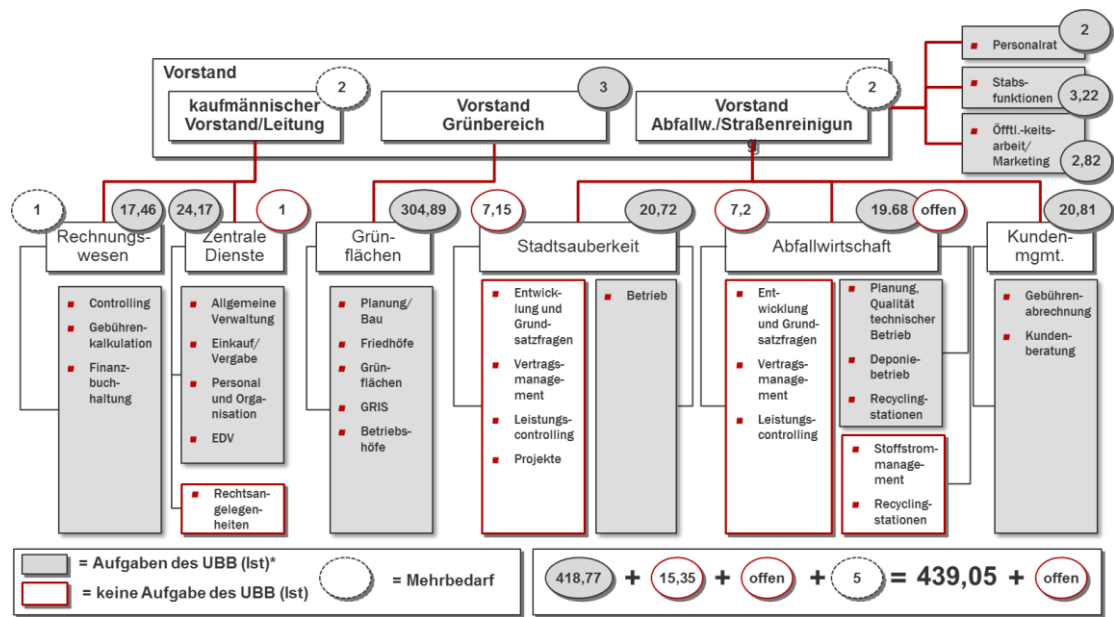 Vorstand
2
kaufmännischer
Vorstand/Leitung
3
Vorstand
Grünbereich
2
Vorstand
Abfallw./Straßenreinigun
g
2
Personalrat
Stabs-
funktionen
3,22
Öfftl.-keits-
arbeit/
Marketing
2,82
1
17,46
Rechnungs-
wesen
Controlling
Gebühren-
kalkulation
Finanz-
buch-
haltung
24,17
1
Zentrale
Dienste
Allgemeine
Verwaltung
Einkauf/
Vergabe
Personal
und Orga-
nisation
EDV
Rechtsan-
gelegen-
heiten
304,89
Grün-
flächen
Planung/
Bau
Friedhöfe
Grün-
flächen
GRIS
Betriebs-
höfe
7,15
20,72
Stadtsauberkeit
Entwick-
lung und
Grund-
satzfragen
Vertrags-
manage-
ment
Leistungs-
controlling
Projekte
Betrieb
7,2
19.68
offen
Abfallwirtschaft
Ent-
wicklung
und Grund-
satzfragen
Vertrags-
manage-
ment
Leistungs-
controlling
Planung,
Qualität
technischer
Betrieb
Deponie-
betrieb
Recycling-
stationen
Stoffstrom-
manage-
ment
Recycling-
stationen
20,81
Kunden-
mgmt.
Gebühren-
abrechnung
Kunden-
beratung
= Aufgaben des UBB (Ist)*
= keine Aufgabe des UBB (Ist)
= Mehrbedarf
418,77 + 15,35 + offen + 5 = 439,05 + offen